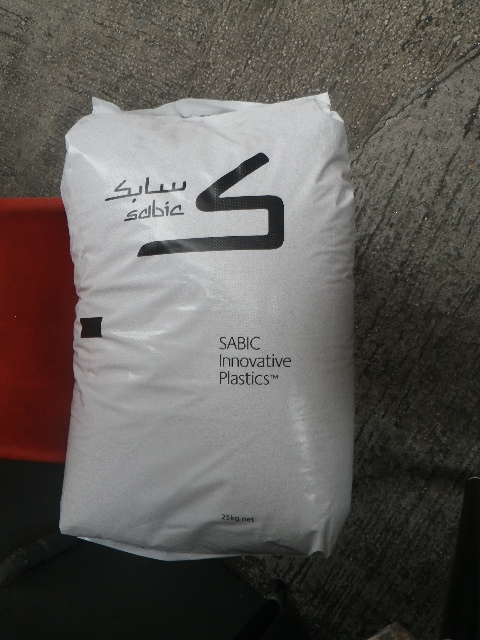 سابك
sabic
SABIC
Innovative
Plastics™
25kg net